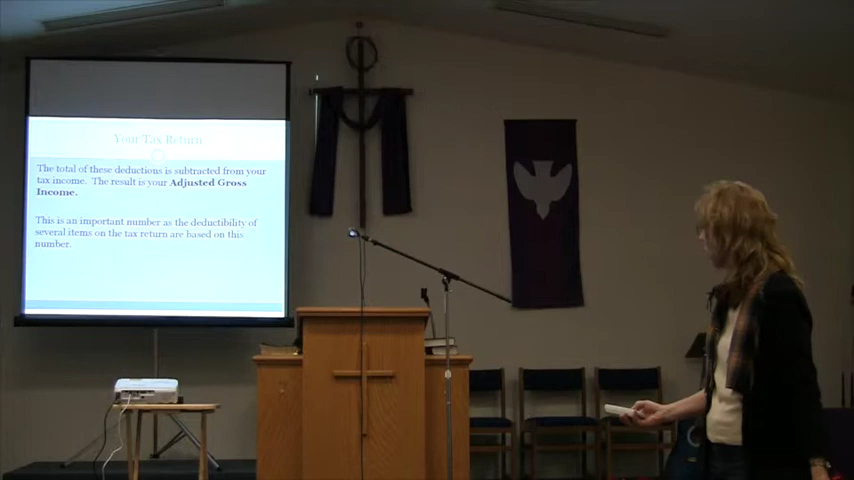 Your Tax Return
The total of these deductions is subtracted from your
tax income. The result is your Adjusted Gross
Income.
This is an important number as the deductibility of
several items on the tax return are based on this
number.